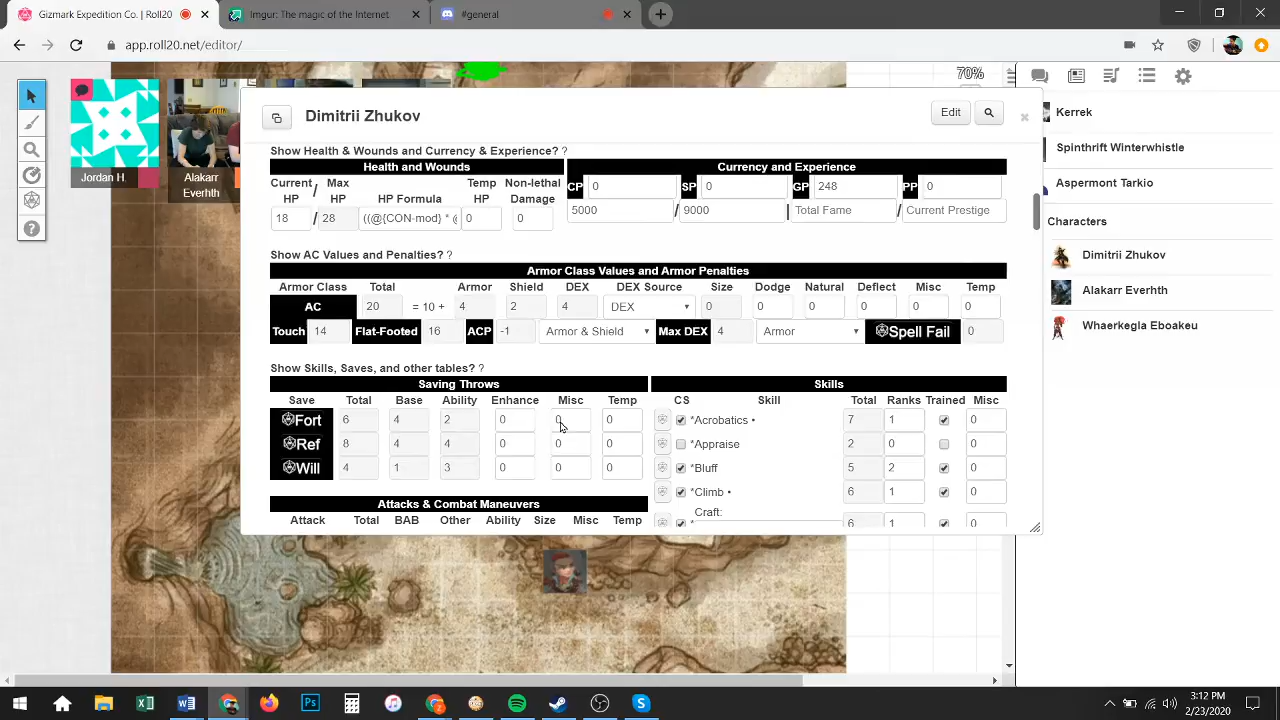 Gizmark Expedition Co. | Roll20
Imgur: The magic of the Internet
#general
app.roll20.net/editor/
70%
Jordan H.
Alakarr
Everhth
Dimitrii Zhukov
Edit
Show Health & Wounds and Currency & Experience? ?
Health and Wounds
Currency and Experience
Current
HP
/
Max
HP
HP Formula
Temp
HP
Non-lethal
Damage
CP 0 SP 0 GP 248 PP 0
18 / 28 ((@{CON-mod} * @ 0 0
5000 / 9000 | Total Fame / Current Prestige
Show AC Values and Penalties? ?
Armor Class Values and Armor Penalties
Armor Class Total Armor Shield DEX DEX Source Size Dodge Natural Deflect Misc Temp
AC 20 = 10 + 4 2 4 DEX 0 0 0 0 0 0
Touch 14 Flat-Footed 16 ACP -1 Armor & Shield Max DEX 4 Armor Spell Fail 0
Show Skills, Saves, and other tables? ?
Saving Throws
Save Total Base Ability Enhance Misc Temp
Fort 6 4 2 0 0 0
Ref 8 4 4 0 0 0
Will 4 1 3 0 0 0
Attacks & Combat Maneuvers
Attack Total BAB Other Ability Size Misc Temp
Skills
CS Skill Total Ranks Trained Misc
*Acrobatics • 7 1 0
*Appraise 2 0 0
*Bluff 5 2 0
*Climb • 6 1 0
Craft:
* 6 1 0
Kerrek
Spinthrift Winterwhistle
Aspermont Tarkio
Characters
Dimitrii Zhukov
Alakarr Everhth
Whaerkegla Eboakeu
3:12 PM
2/23/2020